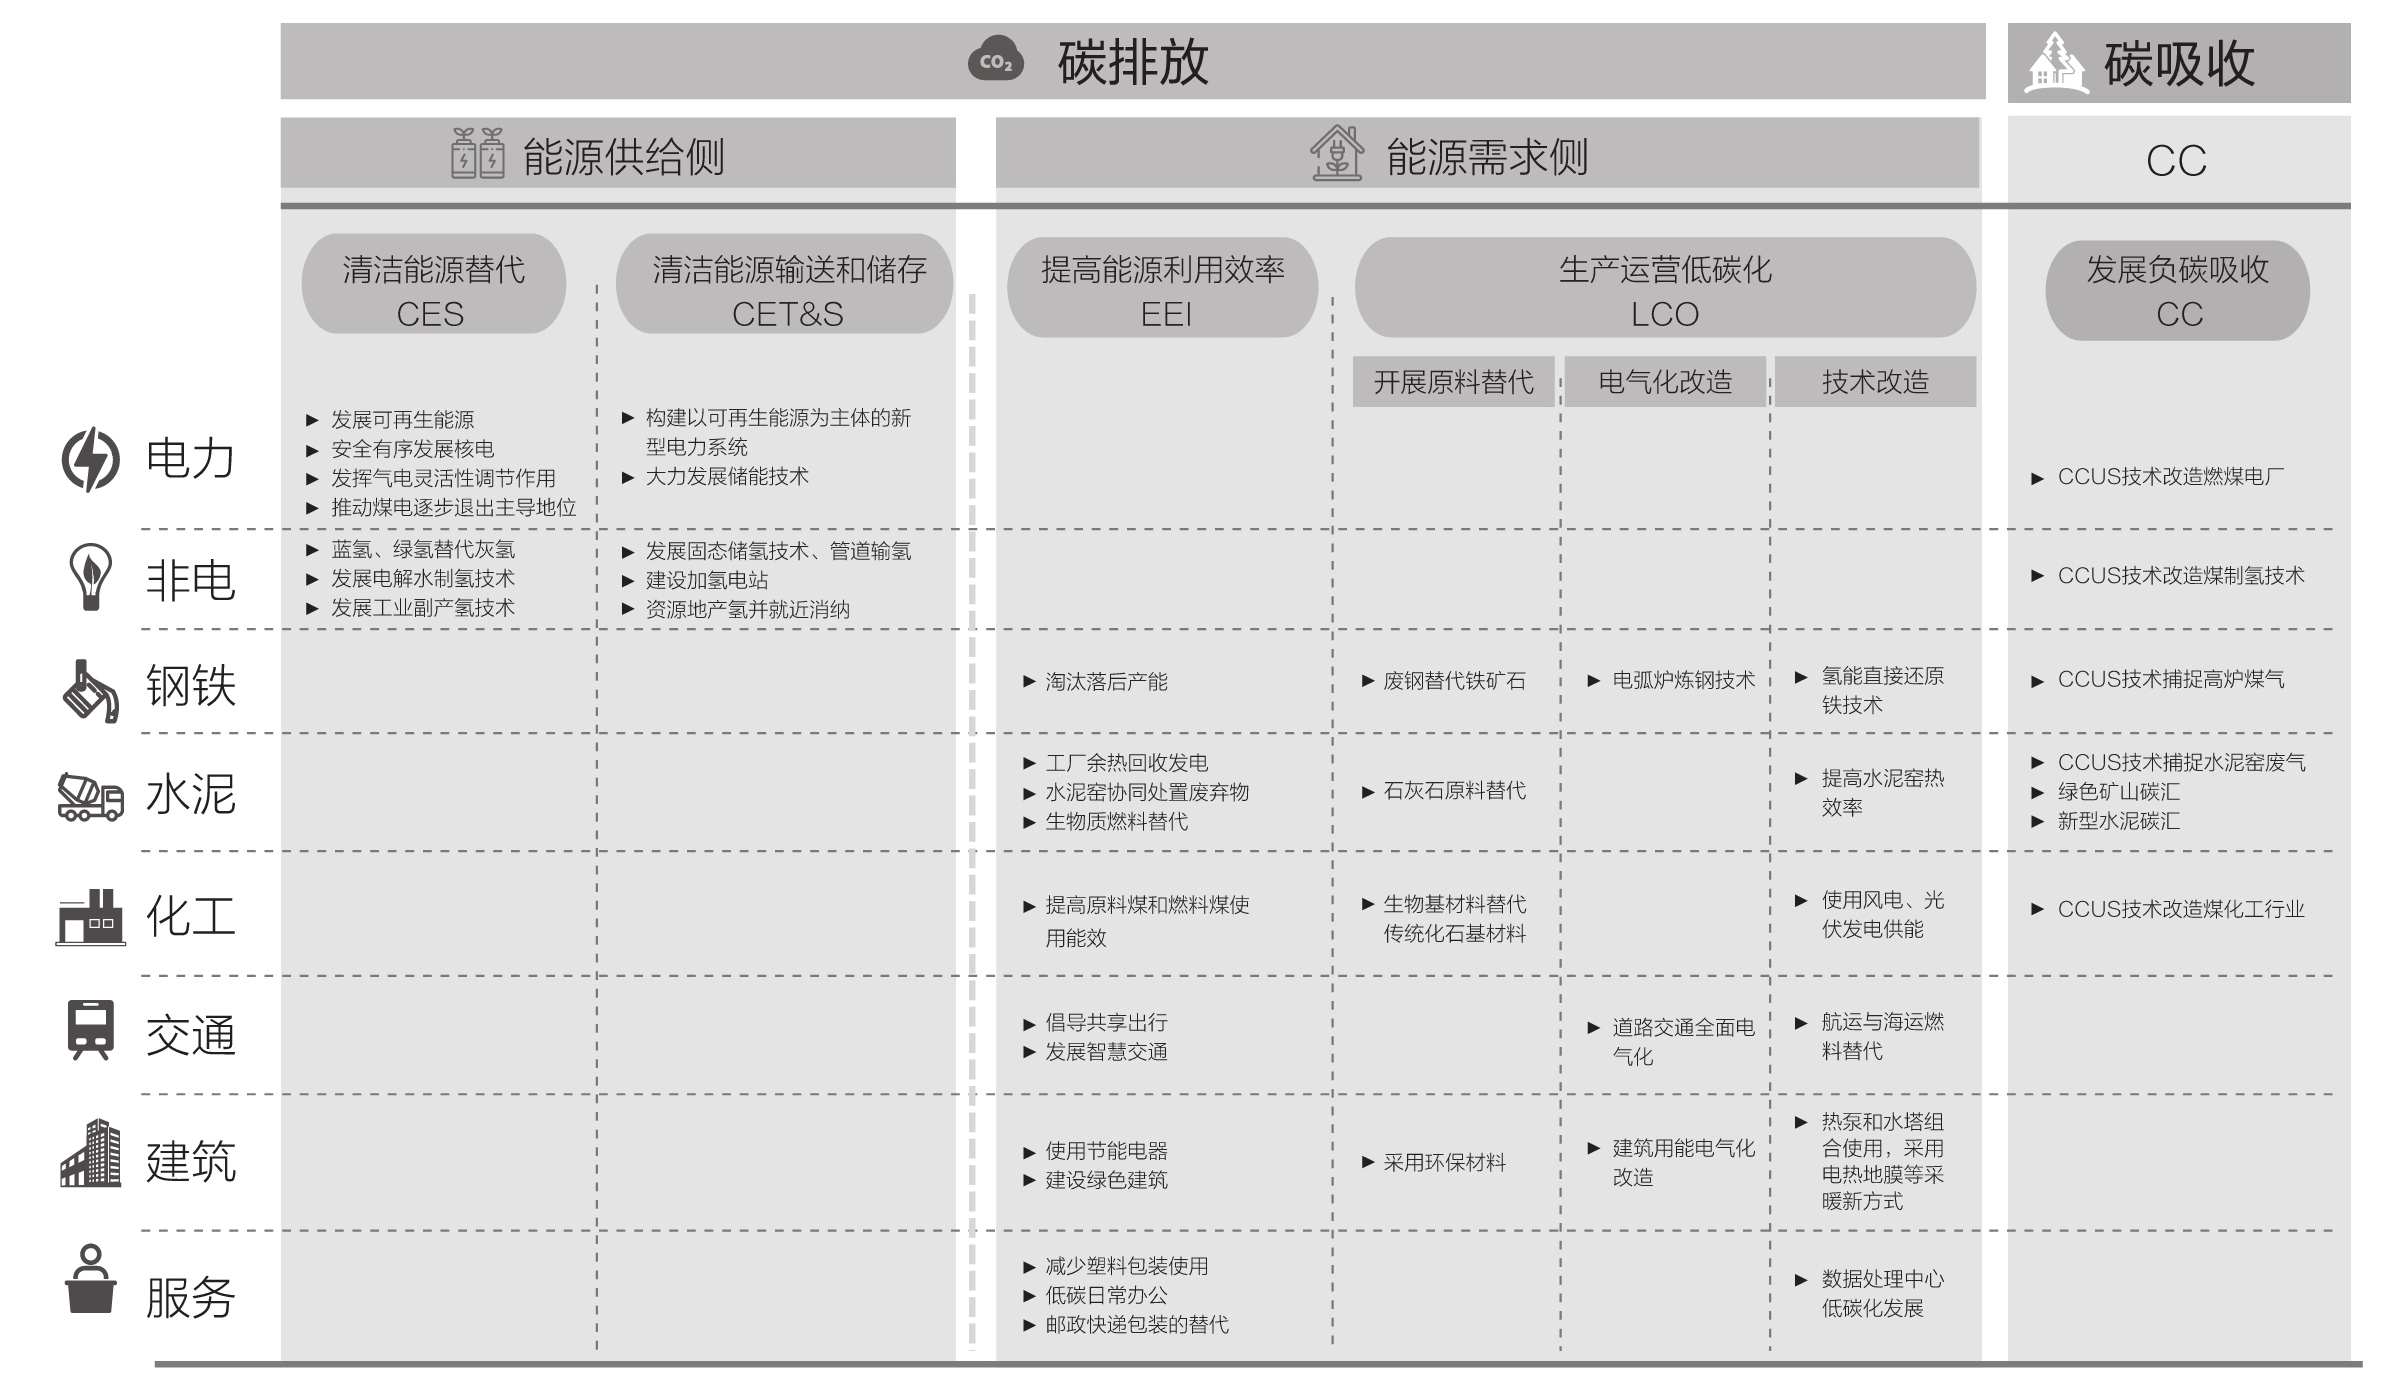 CO₂ 碳排放
碳吸收
能源供给侧
能源需求侧
CC
清洁能源替代
CES
清洁能源输送和储存
CET&S
提高能源利用效率
EEI
生产运营低碳化
LCO
发展负碳吸收
CC
开展原料替代
电气化改造
技术改造
电力
▶ 发展可再生能源
▶ 安全有序发展核电
▶ 发挥气电灵活性调节作用
▶ 推动煤电逐步退出主导地位
▶ 构建以可再生能源为主体的新
型电力系统
▶ 大力发展储能技术
▶ CCUS技术改造燃煤电厂
非电
▶ 蓝氢、绿氢替代灰氢
▶ 发展电解水制氢技术
▶ 发展工业副产氢技术
▶ 发展固态储氢技术、管道输氢
▶ 建设加氢电站
▶ 资源地产氢并就近消纳
▶ CCUS技术改造煤制氢技术
钢铁
▶ 淘汰落后产能
▶ 废钢替代铁矿石
▶ 电弧炉炼钢技术
▶ 氢能直接还原
铁技术
▶ CCUS技术捕捉高炉煤气
水泥
▶ 工厂余热回收发电
▶ 水泥窑协同处置废弃物
▶ 生物质燃料替代
▶ 石灰石原料替代
▶ 提高水泥窑热
效率
▶ CCUS技术捕捉水泥窑废气
▶ 绿色矿山碳汇
▶ 新型水泥碳汇
化工
▶ 提高原料煤和燃料煤使
用能效
▶ 生物基材料替代
传统化石基材料
▶ 使用风电、光
伏发电供能
▶ CCUS技术改造煤化工行业
交通
▶ 倡导共享出行
▶ 发展智慧交通
▶ 道路交通全面电
气化
▶ 航运与海运燃
料替代
建筑
▶ 使用节能电器
▶ 建设绿色建筑
▶ 采用环保材料
▶ 建筑用能电气化
改造
▶ 热泵和水塔组
合使用，采用
电热地膜等采
暖新方式
服务
▶ 减少塑料包装使用
▶ 低碳日常办公
▶ 邮政快递包装的替代
▶ 数据处理中心
低碳化发展